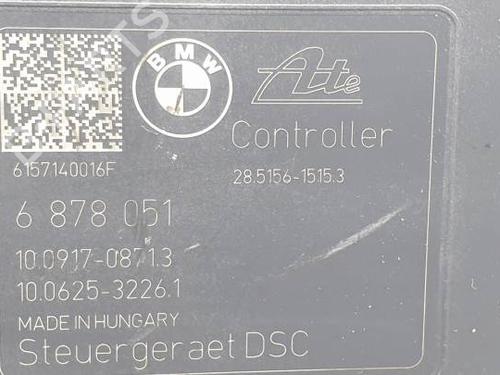 BMW
Ate
Controller
6157140016F
28.5156-1515.3
6 878 051
10.0917-0871.3
10.0625-3226.1
MADE IN HUNGARY
Steuergeraet DSC